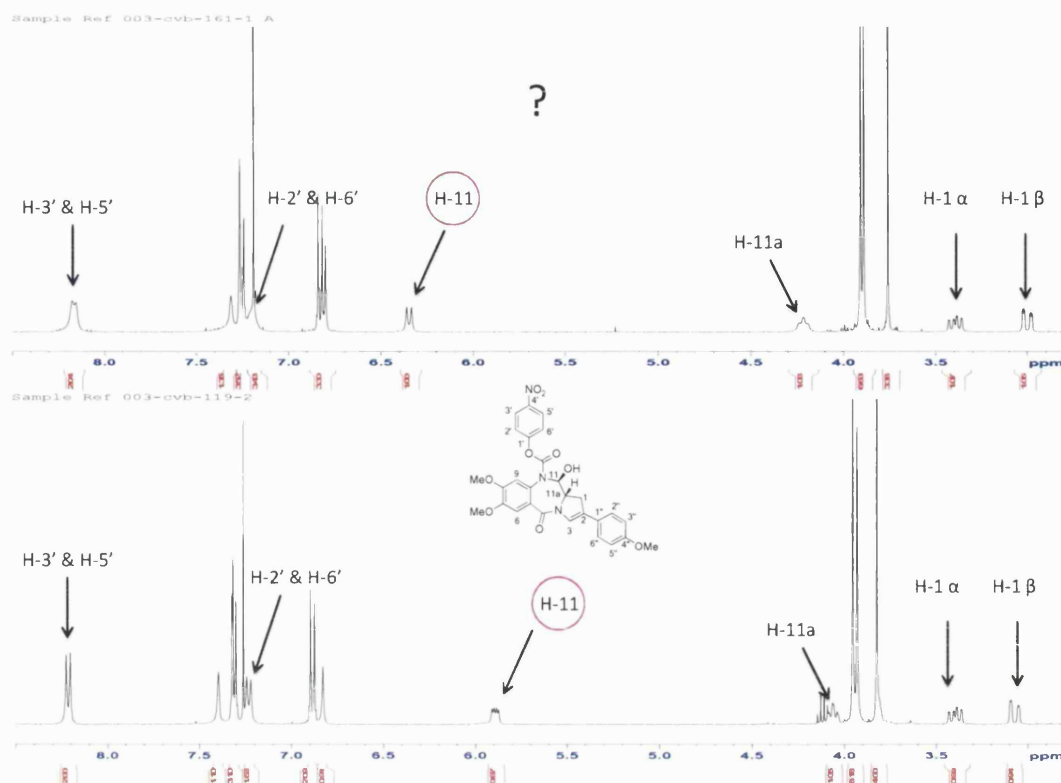 Sample Ref 003-cvb-161-1 A
?
H-3' & H-5'
H-2' & H-6'
H-11
H-11a
H-1 α
H-1 β
8.0 7.5 7.0 6.5 6.0 5.5 5.0 4.5 4.0 3.5 ppm
Sample Ref 003-cvb-119-2
NO2
3' 4' 5'
2' 6'
1'
O O
OH
MeO 9 N 11 H
11a 1
MeO 6 N 2 1" 2" 3"
O 3 6" 5" 4" OMe
H-3' & H-5'
H-2' & H-6'
H-11
H-11a
H-1 α
H-1 β
8.0 7.5 7.0 6.5 6.0 5.5 5.0 4.5 4.0 3.5 ppm